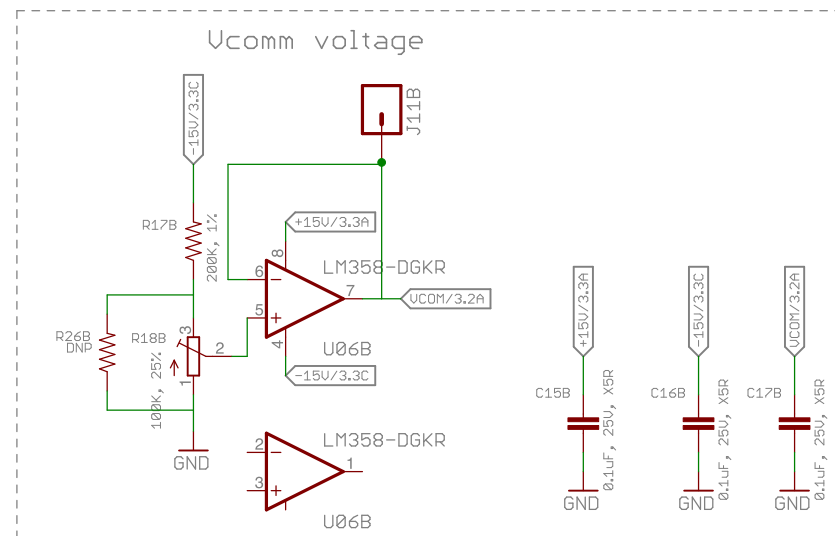 Vcomm voltage
-15V/3.3C
J11B
R17B
200K, 1%
+15V/3.3A
8
LM358-DGKR
6
7
5
4
VCOM/3.2A
U06B
-15V/3.3C
R26B
DNP
R18B
3
2
1
100K, 25%
GND
LM358-DGKR
2
1
3
U06B
+15V/3.3A
-15V/3.3C
VCOM/3.2A
C15B
0.1uF, 25V, X5R
GND
C16B
0.1uF, 25V, X5R
GND
C17B
0.1uF, 25V, X5R
GND